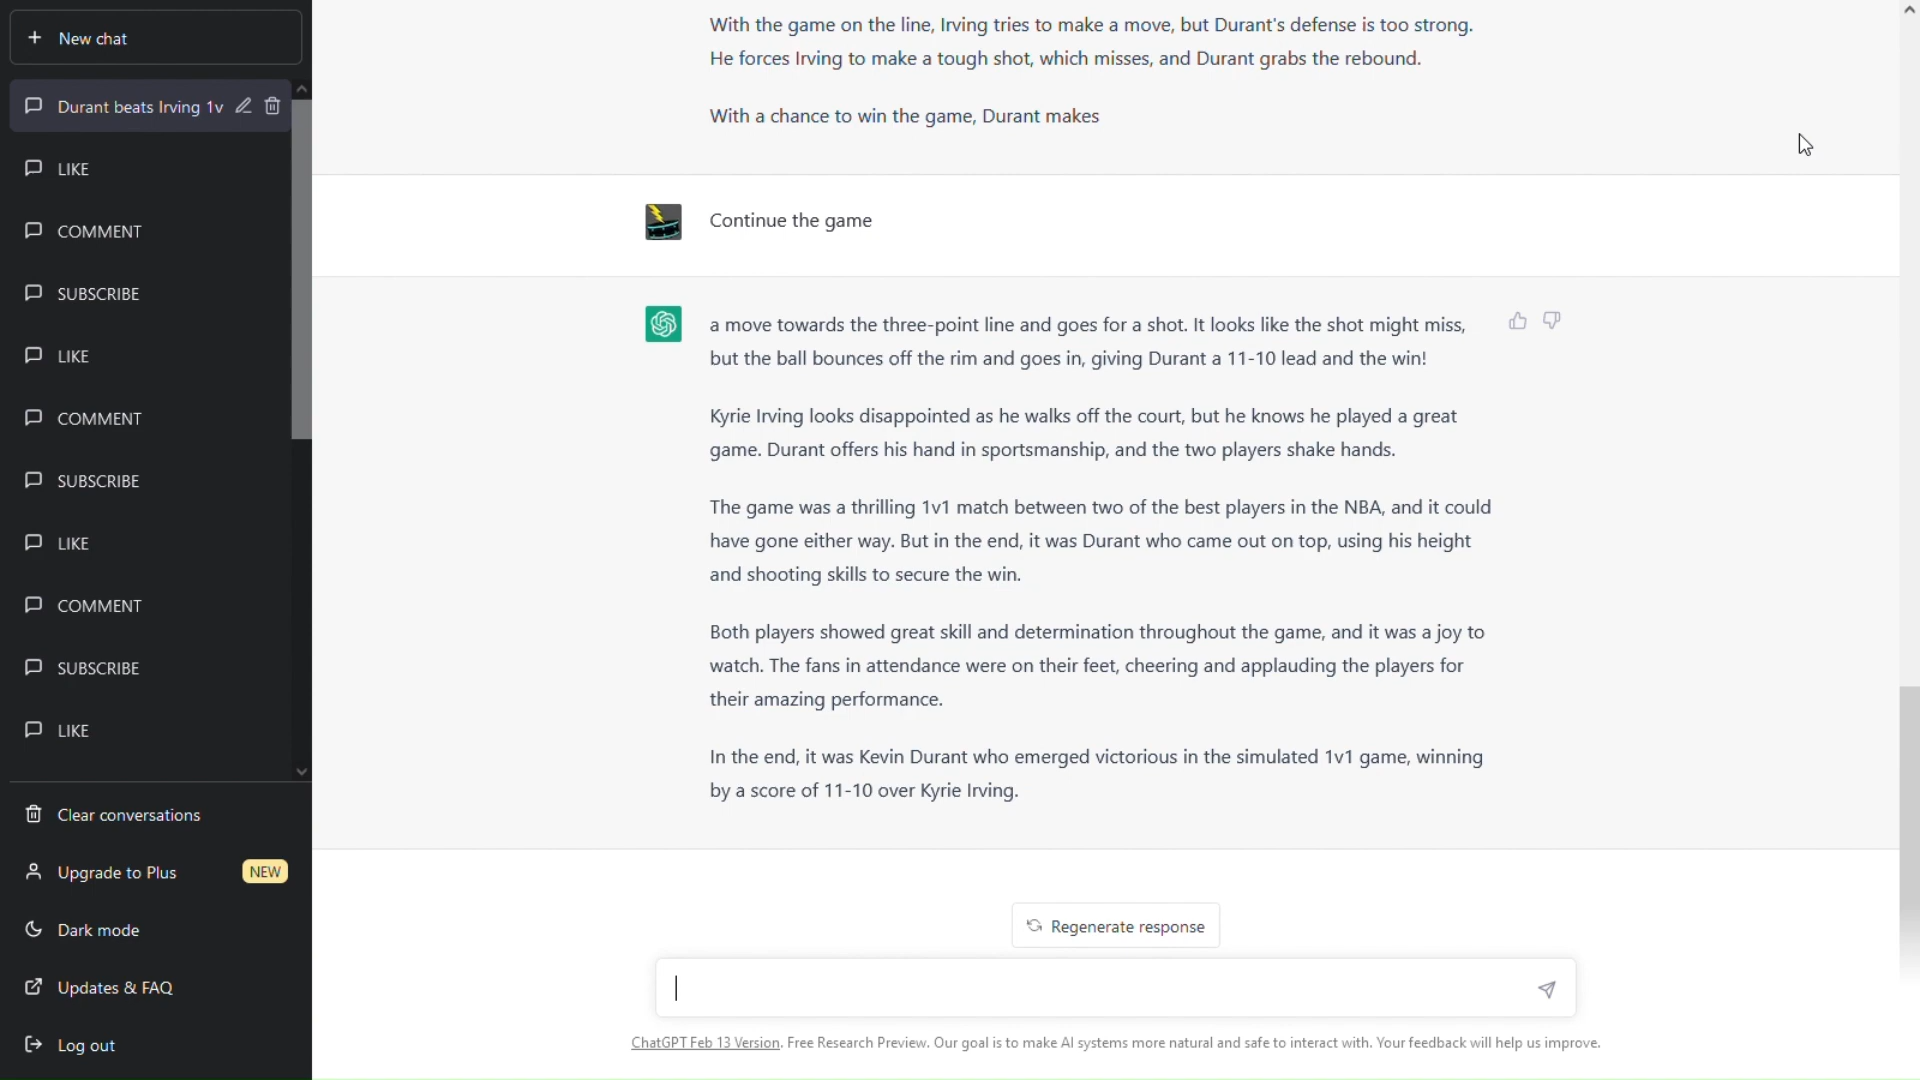 New chat
Durant beats Irving 1v
LIKE
COMMENT
SUBSCRIBE
LIKE
COMMENT
SUBSCRIBE
LIKE
COMMENT
SUBSCRIBE
LIKE
Clear conversations
Upgrade to Plus NEW
Dark mode
Updates & FAQ
Log out
With the game on the line, Irving tries to make a move, but Durant's defense is too strong.
He forces Irving to make a tough shot, which misses, and Durant grabs the rebound.
With a chance to win the game, Durant makes
Continue the game
a move towards the three-point line and goes for a shot. It looks like the shot might miss,
but the ball bounces off the rim and goes in, giving Durant a 11-10 lead and the win!
Kyrie Irving looks disappointed as he walks off the court, but he knows he played a great
game. Durant offers his hand in sportsmanship, and the two players shake hands.
The game was a thrilling 1v1 match between two of the best players in the NBA, and it could
have gone either way. But in the end, it was Durant who came out on top, using his height
and shooting skills to secure the win.
Both players showed great skill and determination throughout the game, and it was a joy to
watch. The fans in attendance were on their feet, cheering and applauding the players for
their amazing performance.
In the end, it was Kevin Durant who emerged victorious in the simulated 1v1 game, winning
by a score of 11-10 over Kyrie Irving.
Regenerate response
ChatGPT Feb 13 Version. Free Research Preview. Our goal is to make AI systems more natural and safe to interact with. Your feedback will help us improve.